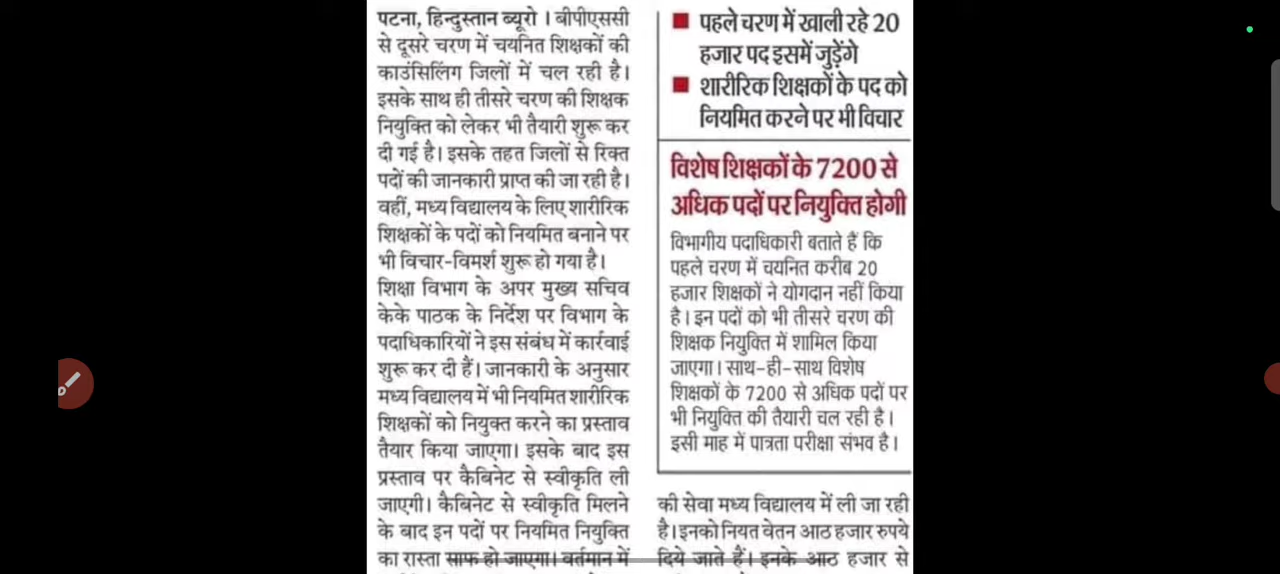 पटना, हिन्दुस्तान ब्यूरो । बीपीएससी
से दूसरे चरण में चयनित शिक्षकों की
काउंसिलिंग जिलों में चल रही है।
इसके साथ ही तीसरे चरण की शिक्षक
नियुक्ति को लेकर भी तैयारी शुरू कर
दी गई है। इसके तहत जिलों से रिक्त
पदों की जानकारी प्राप्त की जा रही है।
वहीं, मध्य विद्यालय के लिए शारीरिक
शिक्षकों के पदों को नियमित बनाने पर
भी विचार-विमर्श शुरू हो गया है।
शिक्षा विभाग के अपर मुख्य सचिव
केके पाठक के निर्देश पर विभाग के
पदाधिकारियों ने इस संबंध में कार्रवाई
शुरू कर दी हैं। जानकारी के अनुसार
मध्य विद्यालय में भी नियमित शारीरिक
शिक्षकों को नियुक्त करने का प्रस्ताव
तैयार किया जाएगा। इसके बाद इस
प्रस्ताव पर कैबिनेट से स्वीकृति ली
जाएगी। कैबिनेट से स्वीकृति मिलने
के बाद इन पदों पर नियमित नियुक्ति
का रास्ता साफ हो जाएगा। वर्तमान में
पहले चरण में खाली रहे 20
हजार पद इसमें जुड़ेंगे
शारीरिक शिक्षकों के पद को
नियमित करने पर भी विचार
विशेष शिक्षकों के 7200 से
अधिक पदों पर नियुक्ति होगी
विभागीय पदाधिकारी बताते हैं कि
पहले चरण में चयनित करीब 20
हजार शिक्षकों ने योगदान नहीं किया
है। इन पदों को भी तीसरे चरण की
शिक्षक नियुक्ति में शामिल किया
जाएगा। साथ-ही-साथ विशेष
शिक्षकों के 7200 से अधिक पदों पर
भी नियुक्ति की तैयारी चल रही है।
इसी माह में पात्रता परीक्षा संभव है।
की सेवा मध्य विद्यालय में ली जा रही
है। इनको नियत वेतन आठ हजार रुपये
दिये जाते हैं। इनके आठ हजार से